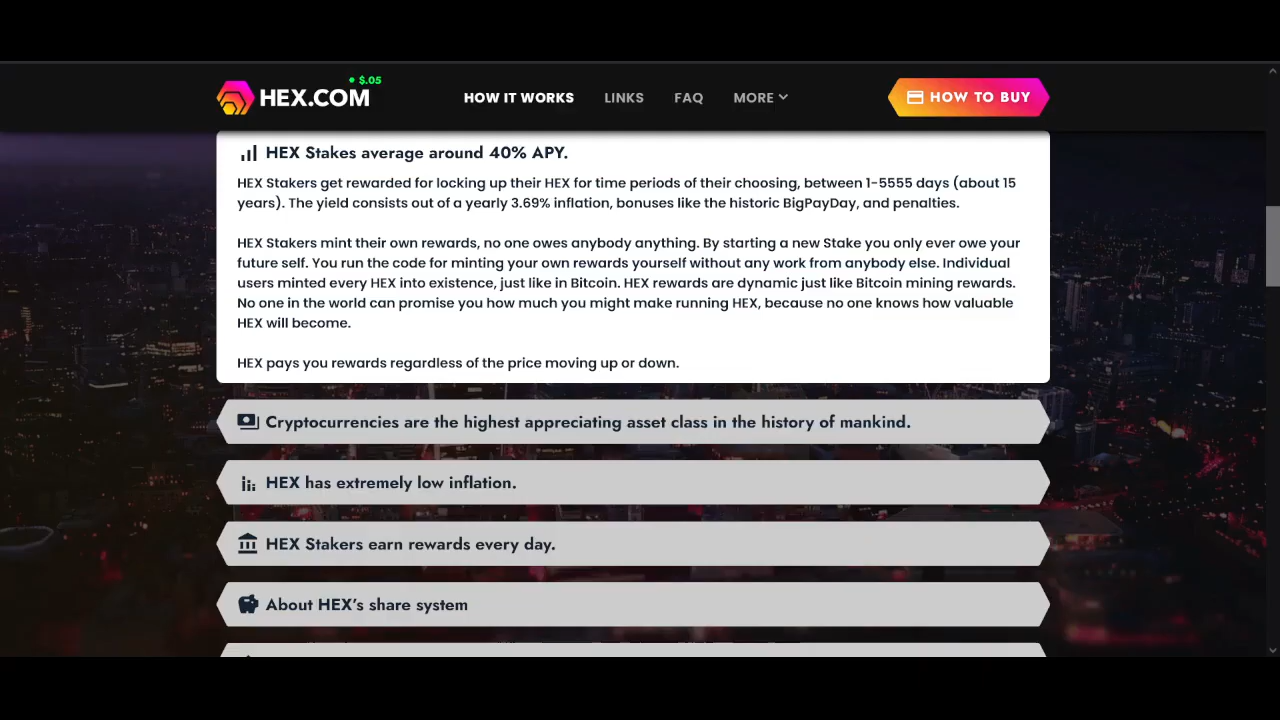 $.05
HEX.COM
HOW IT WORKS
LINKS
FAQ
MORE
HOW TO BUY
HEX Stakes average around 40% APY.
HEX Stakers get rewarded for locking up their HEX for time periods of their choosing, between 1-5555 days (about 15
years). The yield consists out of a yearly 3.69% inflation, bonuses like the historic BigPayDay, and penalties.
HEX Stakers mint their own rewards, no one owes anybody anything. By starting a new Stake you only ever owe your
future self. You run the code for minting your own rewards yourself without any work from anybody else. Individual
users minted every HEX into existence, just like in Bitcoin. HEX rewards are dynamic just like Bitcoin mining rewards.
No one in the world can promise you how much you might make running HEX, because no one knows how valuable
HEX will become.
HEX pays you rewards regardless of the price moving up or down.
Cryptocurrencies are the highest appreciating asset class in the history of mankind.
HEX has extremely low inflation.
HEX Stakers earn rewards every day.
About HEX's share system